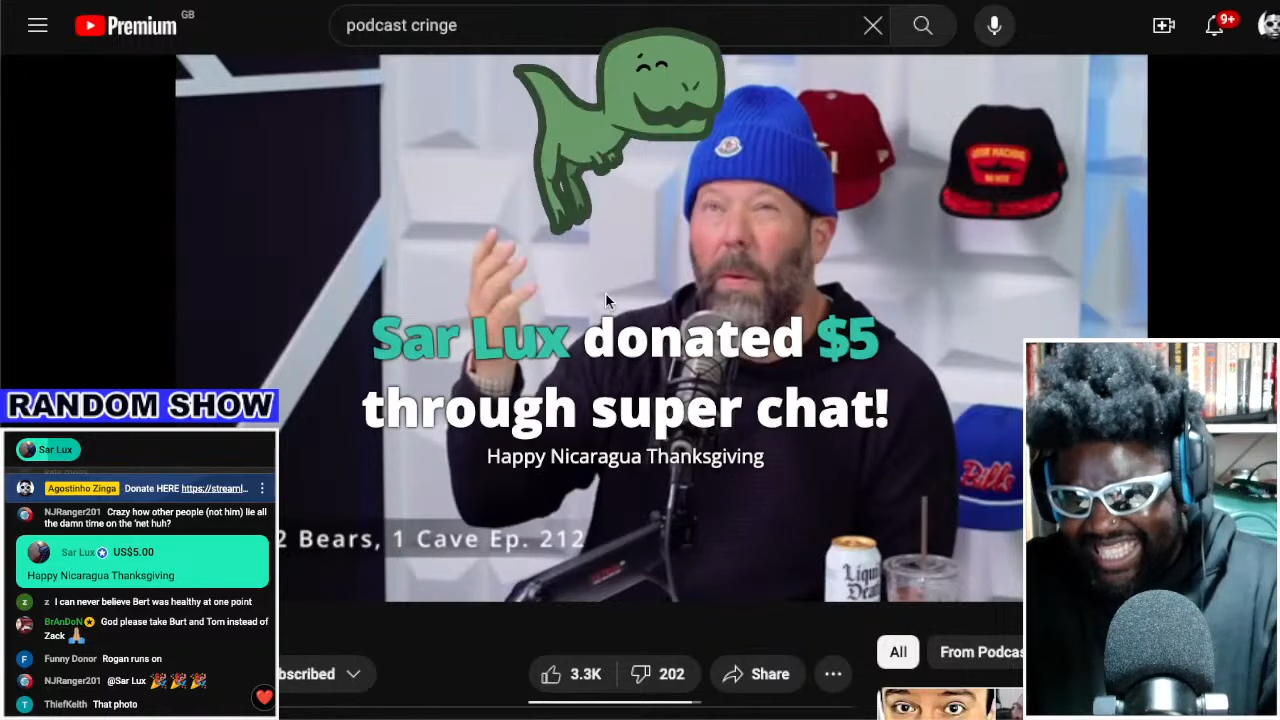 Premium GB
podcast cringe
9+
Sar Lux donated $5
through super chat!
Happy Nicaragua Thanksgiving
2 Bears, 1 Cave Ep. 212
Liquid
Death
RANDOM SHOW
Sar Lux
Agostinho Zinga Donate HERE https://streaml...
NJRanger201 Crazy how other people (not him) lie all
the damn time on the 'net huh?
Sar Lux US$5.00
Happy Nicaragua Thanksgiving
z z I can never believe Bert was healthy at one point
BrAnDoN God please take Burt and Tom instead of
Zack 🙏
F Funny Donor Rogan runs on
NJRanger201 @Sar Lux 🎉 🎉 🎉
T ThiefKeith That photo
bscribed
3.3K
202
Share
All
From Podcas